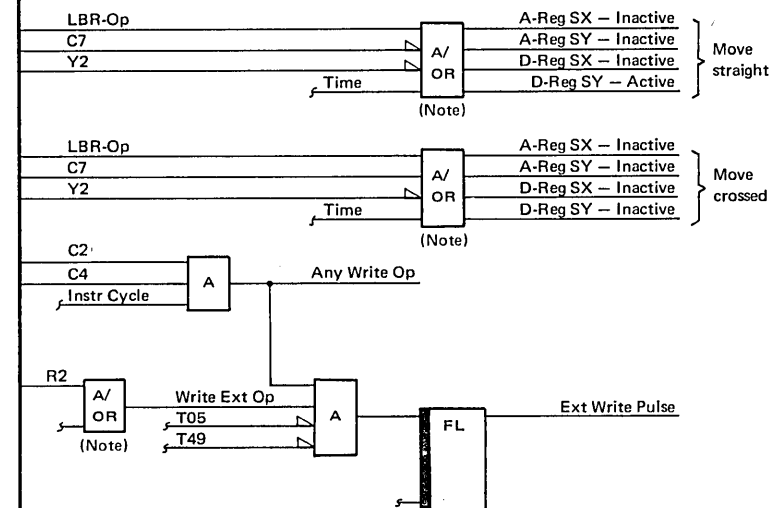 LBR-Op
C7
Y2
Time
A/
OR
(Note)
A-Reg SX — Inactive
A-Reg SY — Inactive
D-Reg SX — Inactive
D-Reg SY — Active
Move
straight
LBR-Op
C7
Y2
Time
A/
OR
(Note)
A-Reg SX — Inactive
A-Reg SY — Inactive
D-Reg SX — Inactive
D-Reg SY — Inactive
Move
crossed
C2
C4
Instr Cycle
A
Any Write Op
R2
A/
OR
(Note)
Write Ext Op
T05
T49
A
FL
Ext Write Pulse